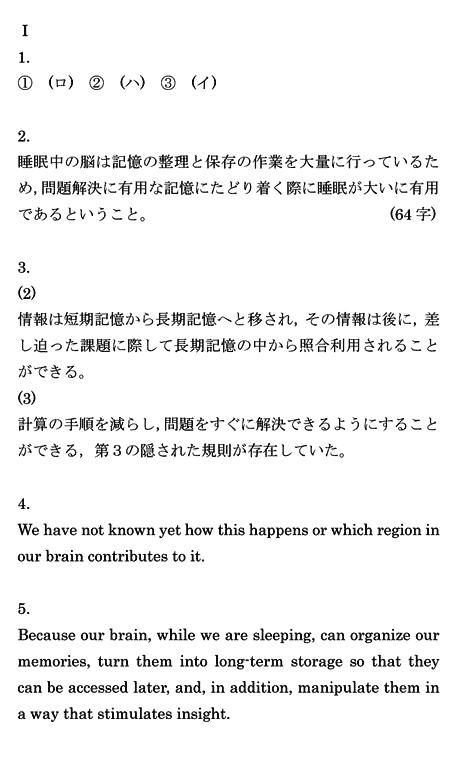 I
1.
① (ロ) ② (ハ) ③ (イ)
2.
睡眠中の脳は記憶の整理と保存の作業を大量に行っているた
め,問題解決に有用な記憶にたどり着く際に睡眠が大いに有用
であるということ。 (64 字)
3.
(2)
情報は短期記憶から長期記憶へと移され, その情報は後に, 差
し迫った課題に際して長期記憶の中から照合利用されること
ができる。
(3)
計算の手順を減らし,問題をすぐに解決できるようにすること
ができる, 第3の隠された規則が存在していた。
4.
We have not known yet how this happens or which region in
our brain contributes to it.
5.
Because our brain, while we are sleeping, can organize our
memories, turn them into long-term storage so that they
can be accessed later, and, in addition, manipulate them in
a way that stimulates insight.